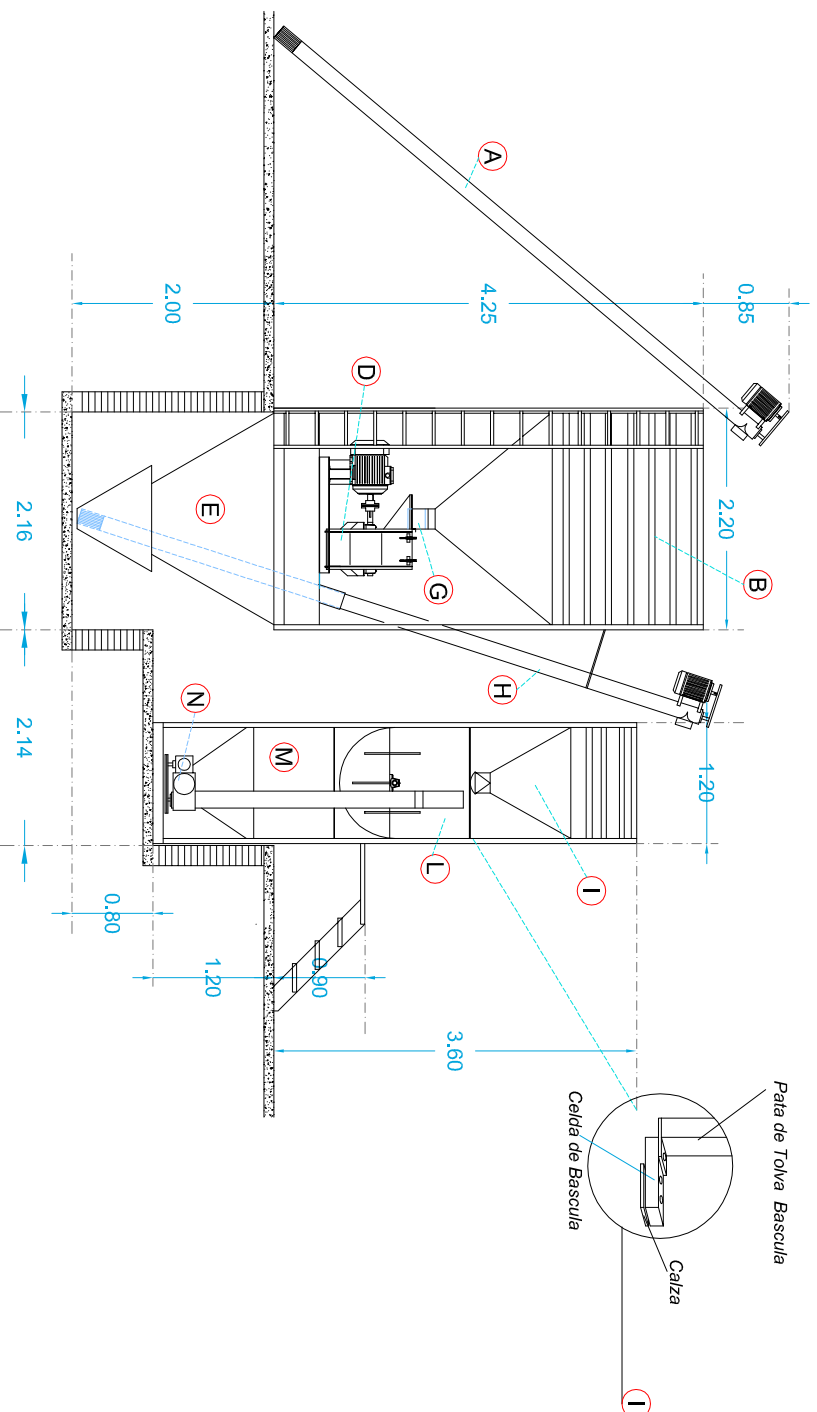 Pata de Tolva Bascula
B
0.85
2.20
1.20
Calza
I
I
Celda de Bascula
A
4.25
H
3.60
G
L
D
0.90
M
E
1.20
N
2.00
0.80
2.16
2.14